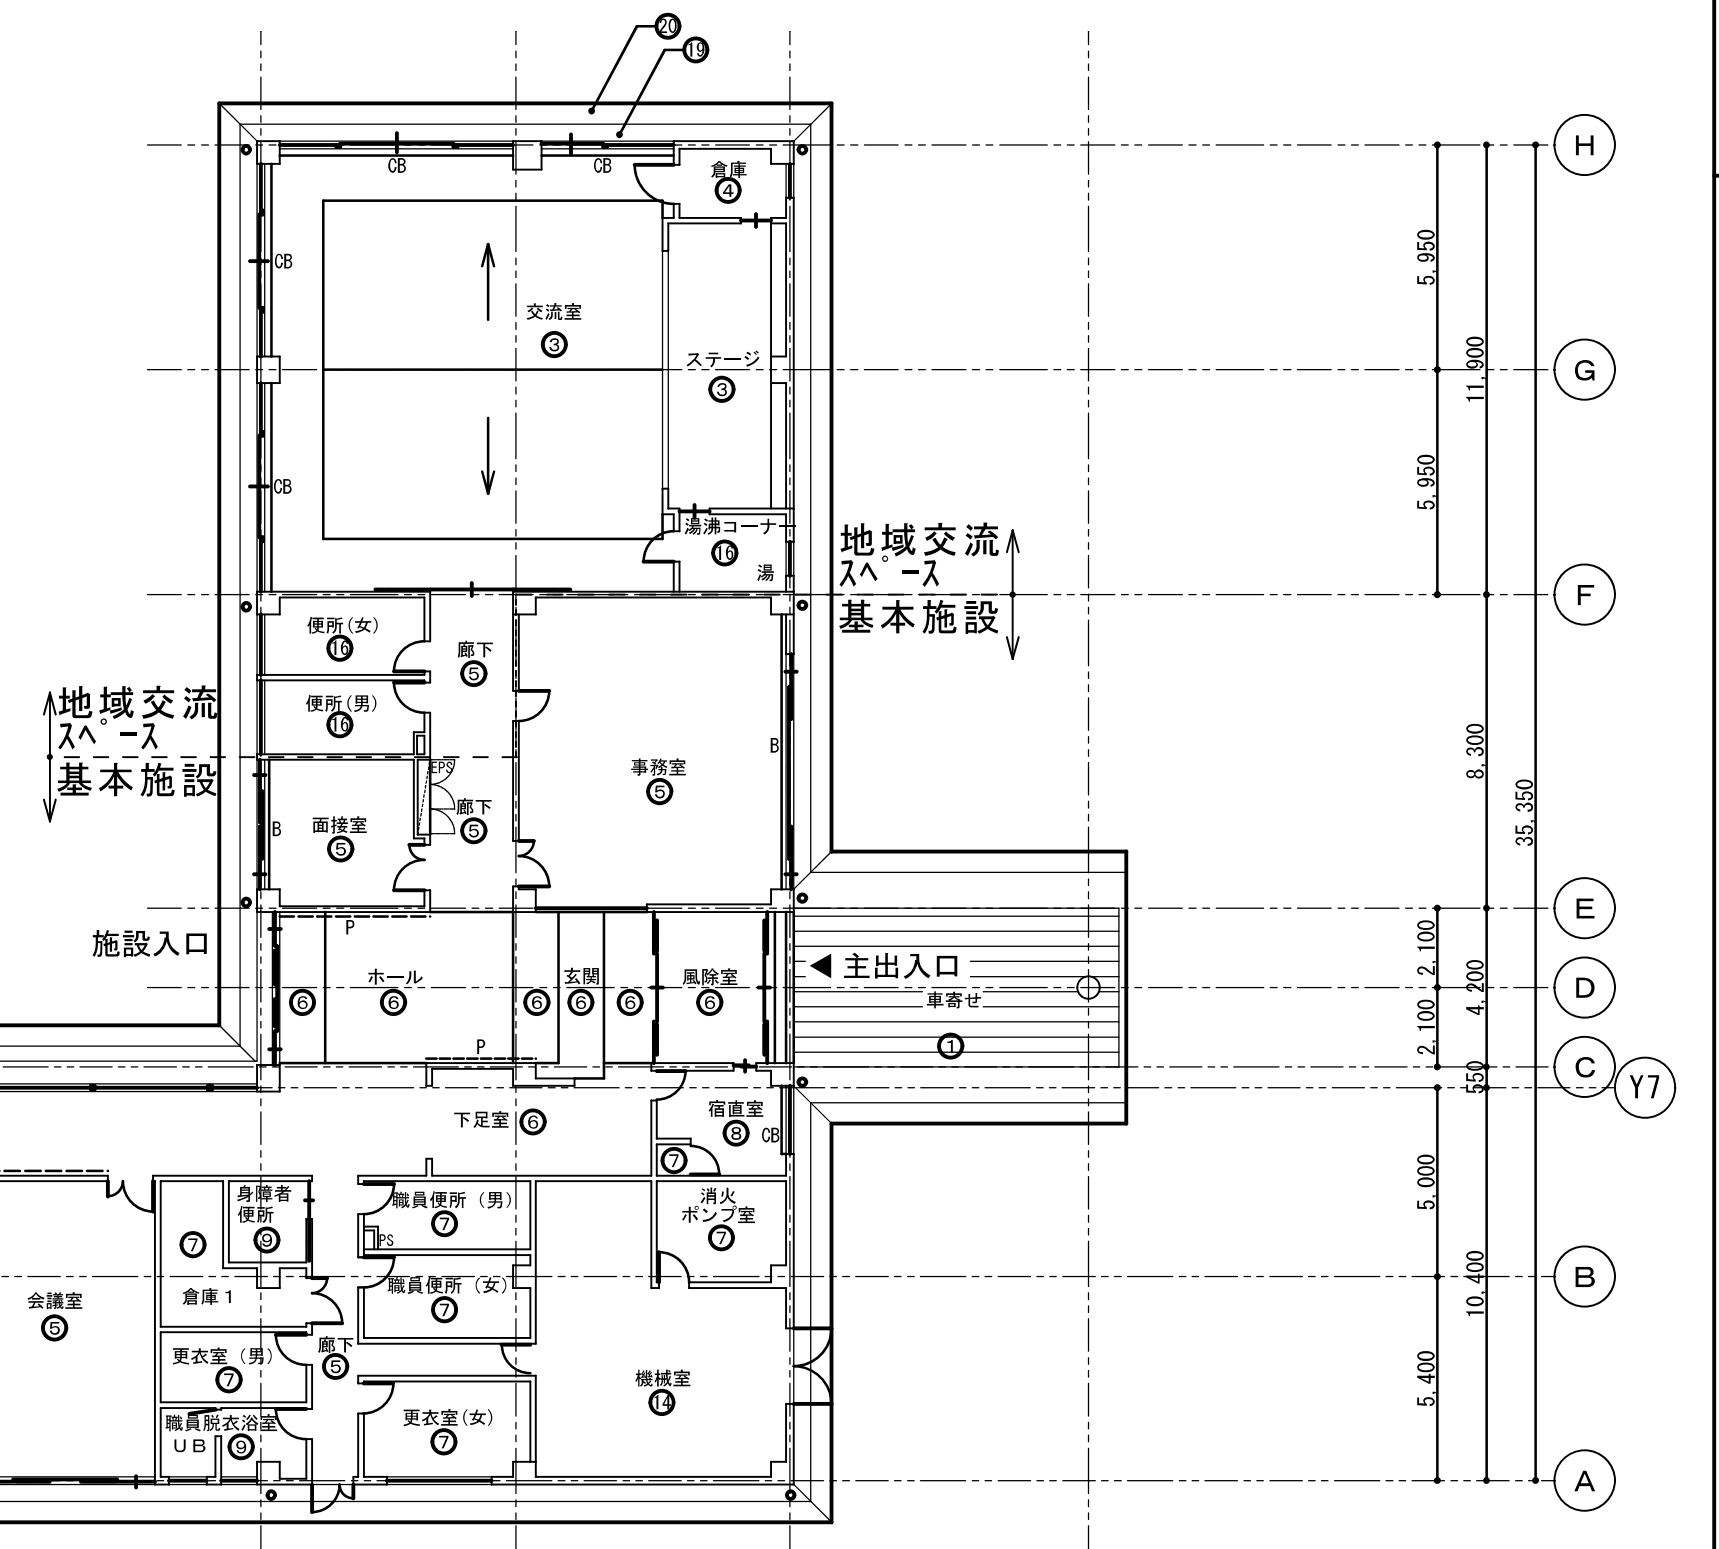 20
19
H
CB
CB
倉庫
4
5,950
CB
交流室
3
ステージ
3
11,900
G
CB
5,950
湯沸コーナー
16
湯
地域交流
スペース
基本施設
F
便所(女)
16
廊下
5
便所(男)
16
地域交流
スペース
基本施設
B
8,300
EPS
事務室
5
35,350
廊下
5
B
面接室
5
E
P
施設入口
2,100
主出入口
ホール
玄関
風除室
6
6
6
6
6
6
車寄せ
4,200
D
2,100
P
1
C
550
Y7
下足室
6
宿直室
8
CB
7
5,000
身障者
便所
9
職員便所(男)
7
消火
ポンプ室
7
7
PS
10,400
B
倉庫1
職員便所(女)
7
会議室
5
廊下
5
更衣室(男)
7
機械室
14
5,400
職員脱衣浴室
UB
9
更衣室(女)
7
A